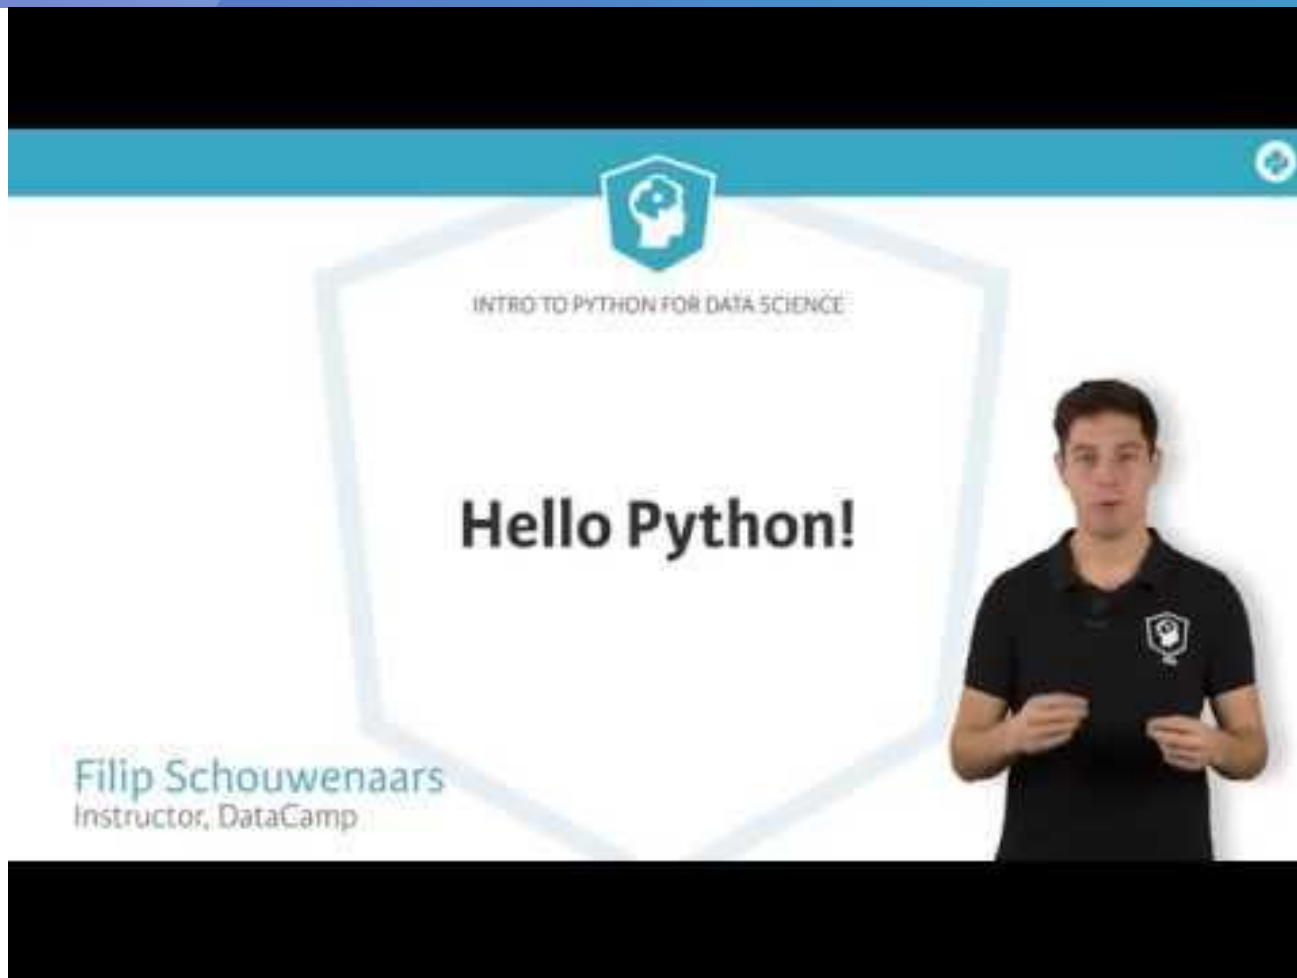 INTRO TO PYTHON FOR DATA SCIENCE
Hello Python!
Filip Schouwenaars
Instructor, DataCamp